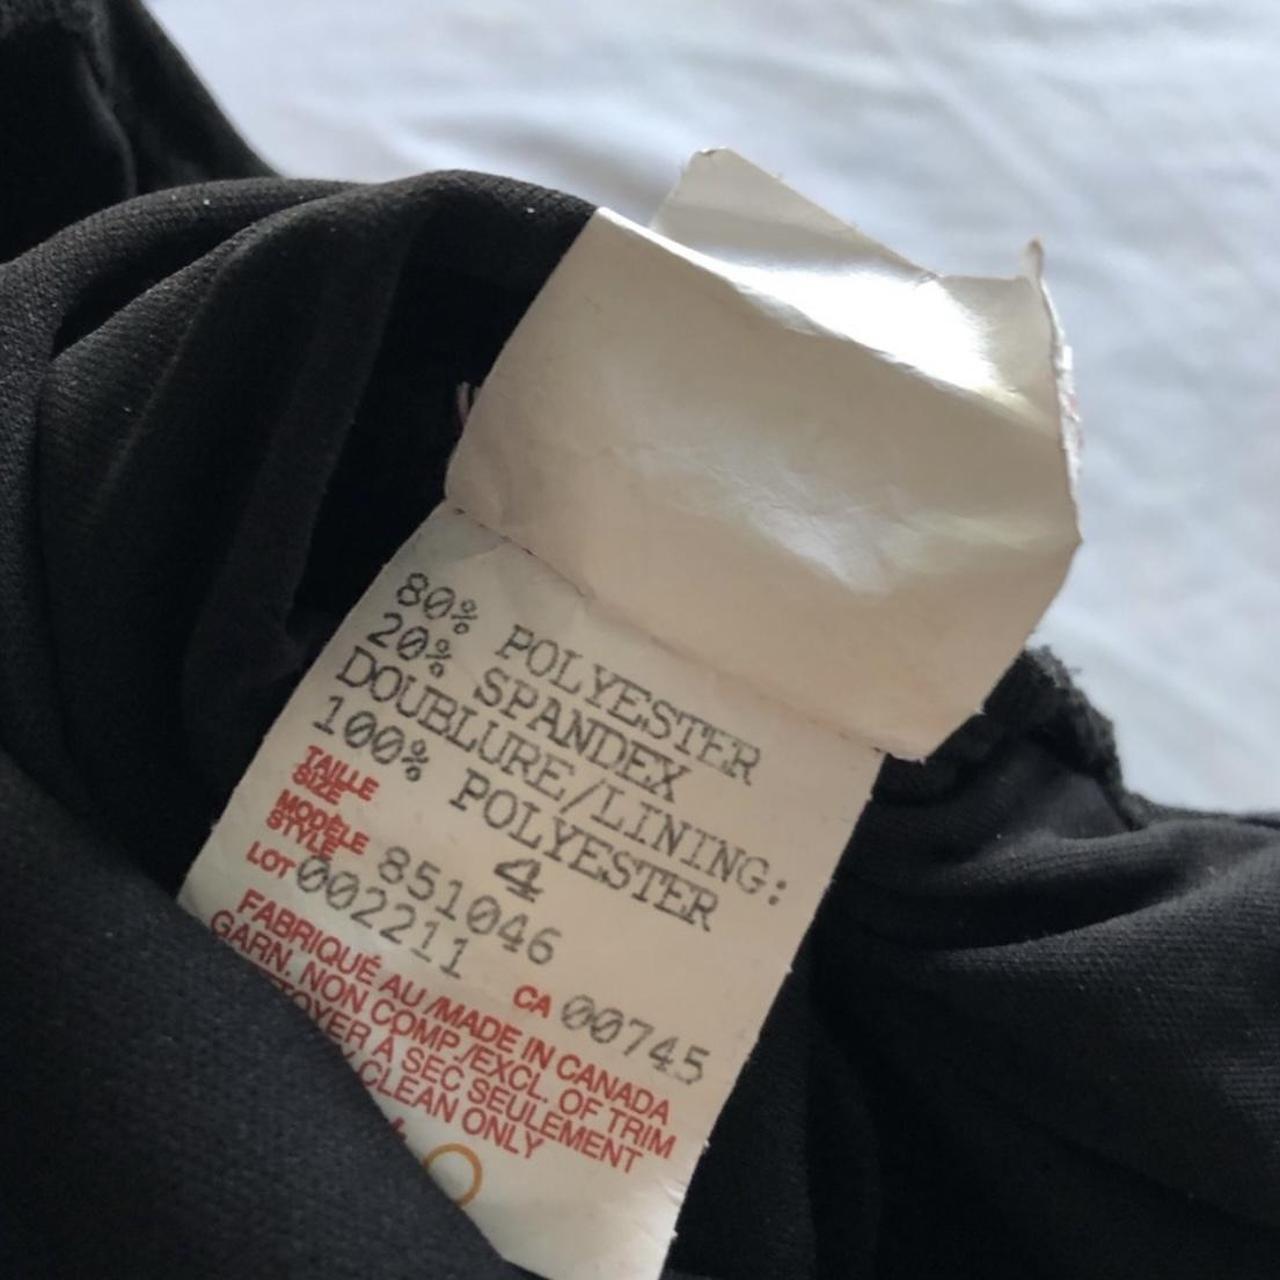 80% POLYESTER
20% SPANDEX
DOUBLURE/LINING:
100% POLYESTER
TAILLE
SIZE 4
MODÈLE
STYLE 851046
LOT 002211 CA 00745
FABRIQUÉ AU/MADE IN CANADA
GARN. NON COMP./EXCL. OF TRIM
TOYER À SEC SEULEMENT
CLEAN ONLY